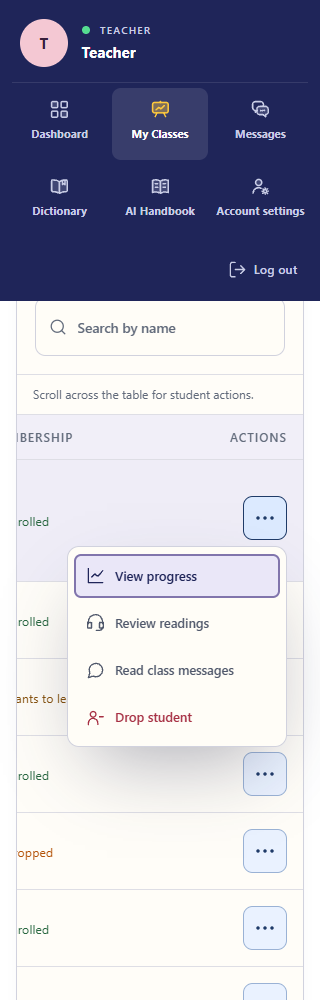 T
TEACHER
Teacher
Dashboard
My Classes
Messages
Dictionary
AI Handbook
Account settings
Log out
Search by name
Scroll across the table for student actions.
BERSHIP ACTIONS
rolled
View progress
rolled
Review readings
Read class messages
ants to le
Drop student
rolled
opped
rolled